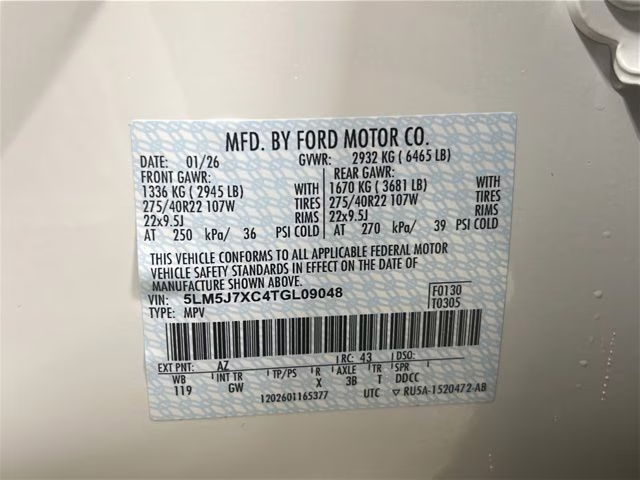 MFD. BY FORD MOTOR CO.
DATE: 01/26 GVWR: 2932 KG ( 6465 LB)
FRONT GAWR: REAR GAWR:
1336 KG ( 2945 LB) WITH 1670 KG ( 3681 LB) WITH
275/40R22 107W TIRES 275/40R22 107W TIRES
22x9.5J RIMS 22x9.5J RIMS
AT 250 kPa/ 36 PSI COLD AT 270 kPa/ 39 PSI COLD
THIS VEHICLE CONFORMS TO ALL APPLICABLE FEDERAL MOTOR
VEHICLE SAFETY STANDARDS IN EFFECT ON THE DATE OF
MANUFACTURE SHOWN ABOVE.
VIN: 5LM5J7XC4TGL09048 F0130
TYPE: MPV T0305
EXT PNT: AZ RC: 43 DSO:
WB INT TR TP/PS R AXLE TR SPR
119 GW X 3B T DDCC
1202601165377 UTC ▽ RU5A-1520472-AB